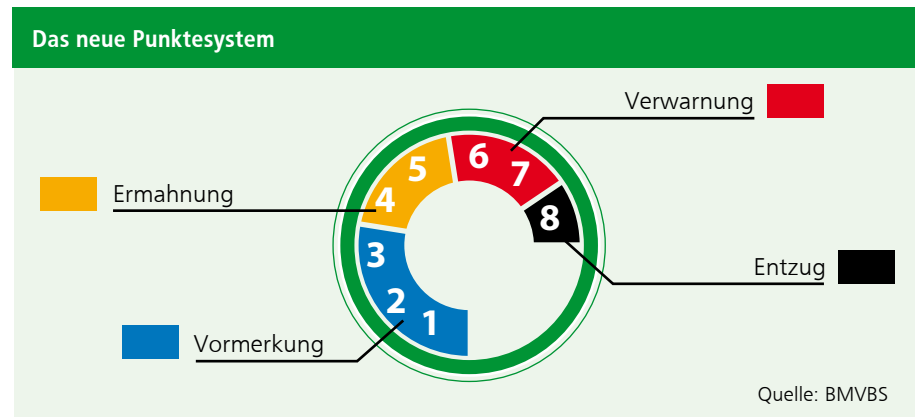 Das neue Punktesystem
Verwarnung
6
5
7
4
Ermahnung
8
3
Entzug
2
1
Vormerkung
Quelle: BMVBS